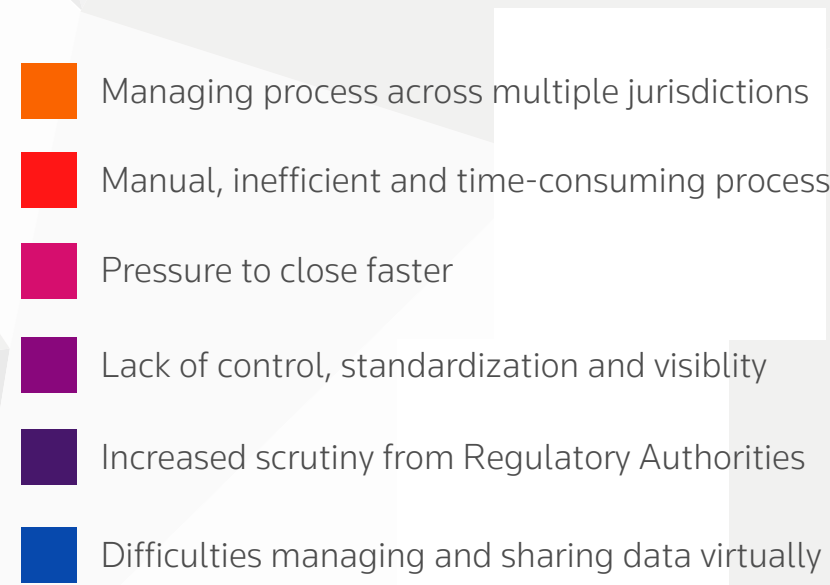 Managing process across multiple jurisdictions
Manual, inefficient and time-consuming process
Pressure to close faster
Lack of control, standardization and visiblity
Increased scrutiny from Regulatory Authorities
Difficulties managing and sharing data virtually